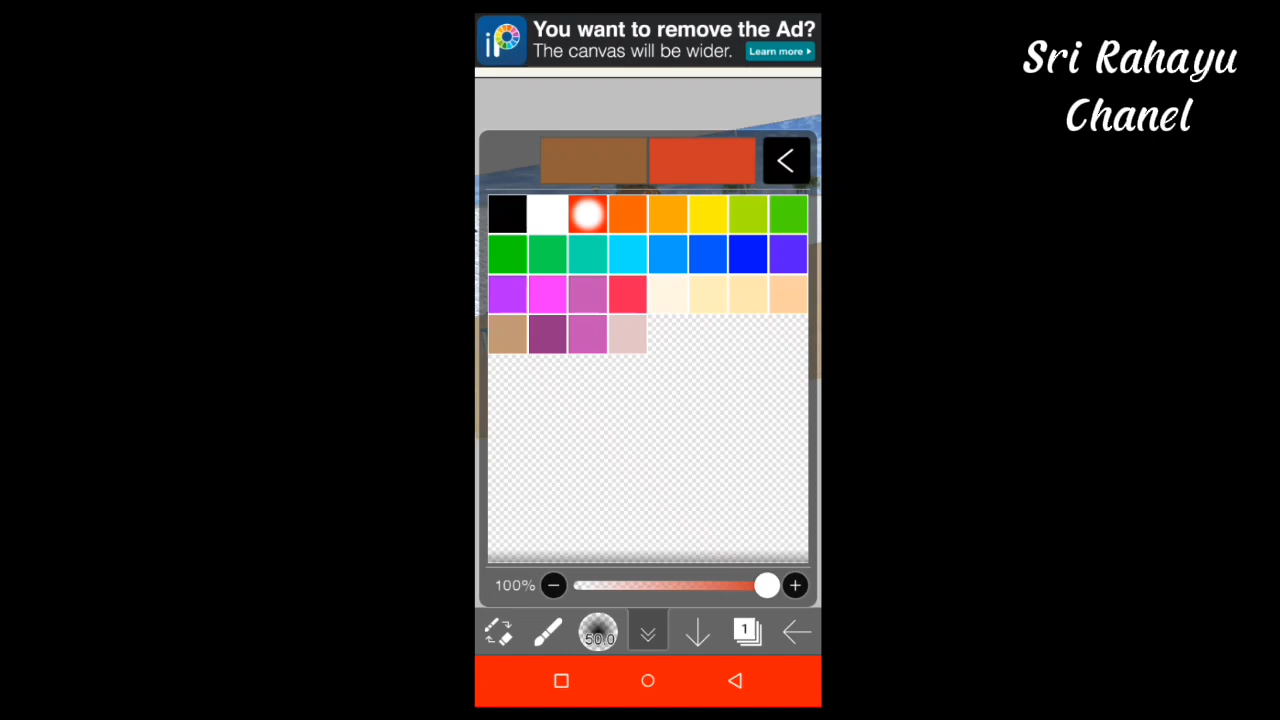 You want to remove the Ad?
The canvas will be wider.
Learn more
iP
Sri Rahayu
Chanel
100%
50.0
1